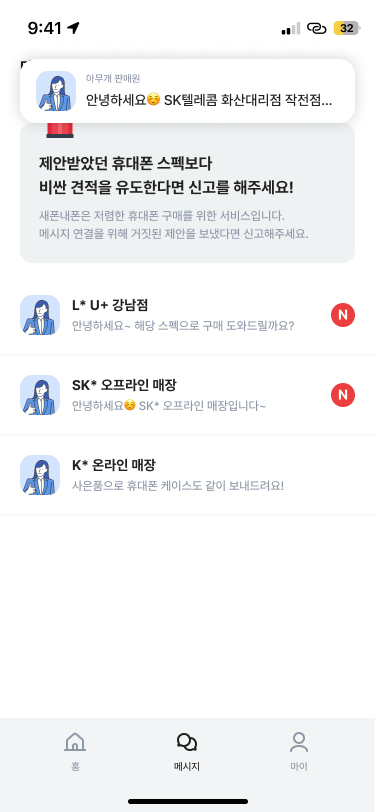 9:41
32
아무개 판매원
안녕하세요😚 SK텔레콤 화산대리점 작전점...
제안받았던 휴대폰 스펙보다
비싼 견적을 유도한다면 신고를 해주세요!
새폰내폰은 저렴한 휴대폰 구매를 위한 서비스입니다.
메시지 연결을 위해 거짓된 제안을 보냈다면 신고해주세요.
L* U+ 강남점
안녕하세요~ 해당 스펙으로 구매 도와드릴까요?
N
SK* 오프라인 매장
안녕하세요😚 SK* 오프라인 매장입니다~
N
K* 온라인 매장
사은품으로 휴대폰 케이스도 같이 보내드려요!
홈
메시지
마이